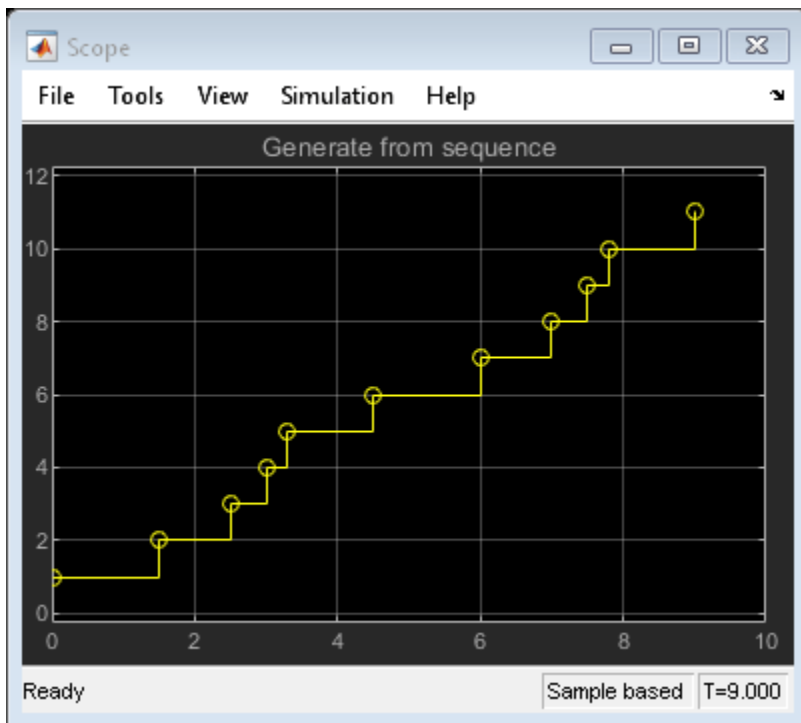 Scope
File Tools View Simulation Help
Generate from sequence
12
10
8
6
4
2
0
0 2 4 6 8 10
Ready Sample based T=9.000